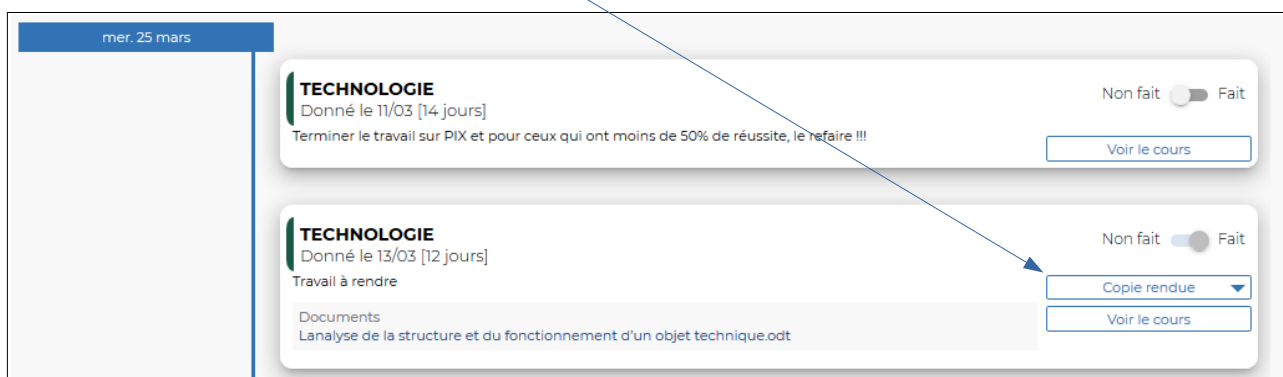 mer. 25 mars
TECHNOLOGIE
Donné le 11/03 [14 jours]
Non fait
Fait
Terminer le travail sur PIX et pour ceux qui ont moins de 50% de réussite, le refaire !!!
Voir le cours
TECHNOLOGIE
Donné le 13/03 [12 jours]
Non fait
Fait
Travail à rendre
Copie rendue
Documents
Lanalyse de la structure et du fonctionnement d'un objet technique.odt
Voir le cours